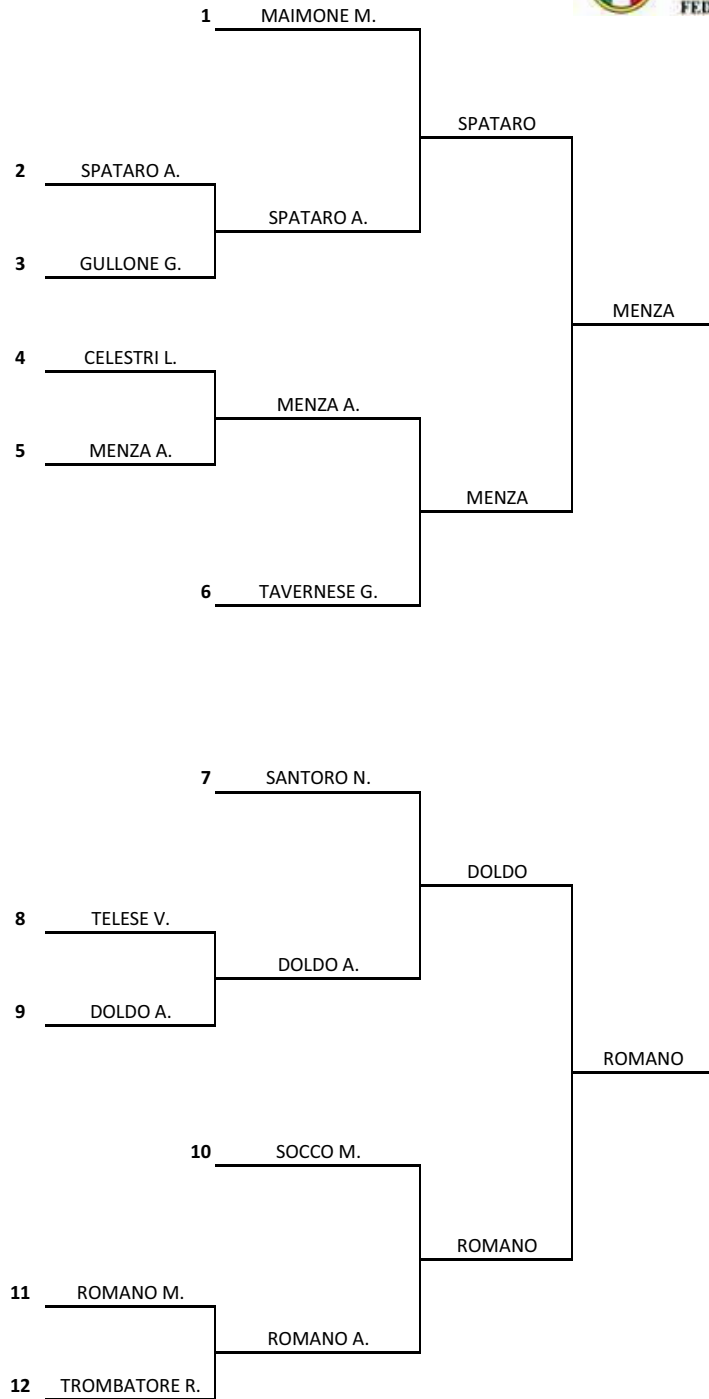 FED
1 MAIMONE M.
SPATARO
2 SPATARO A.
SPATARO A.
3 GULLONE G.
MENZA
4 CELESTRI L.
MENZA A.
5 MENZA A.
MENZA
6 TAVERNESE G.
7 SANTORO N.
DOLDO
8 TELESE V.
DOLDO A.
9 DOLDO A.
ROMANO
10 SOCCO M.
ROMANO
11 ROMANO M.
ROMANO A.
12 TROMBATORE R.